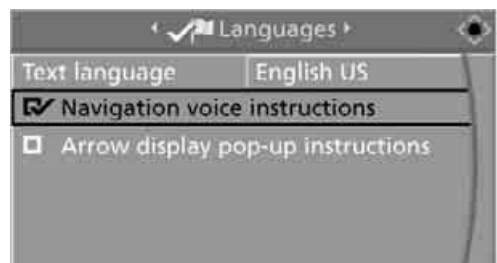 Languages
Text language English US
Navigation voice instructions
Arrow display pop-up instructions